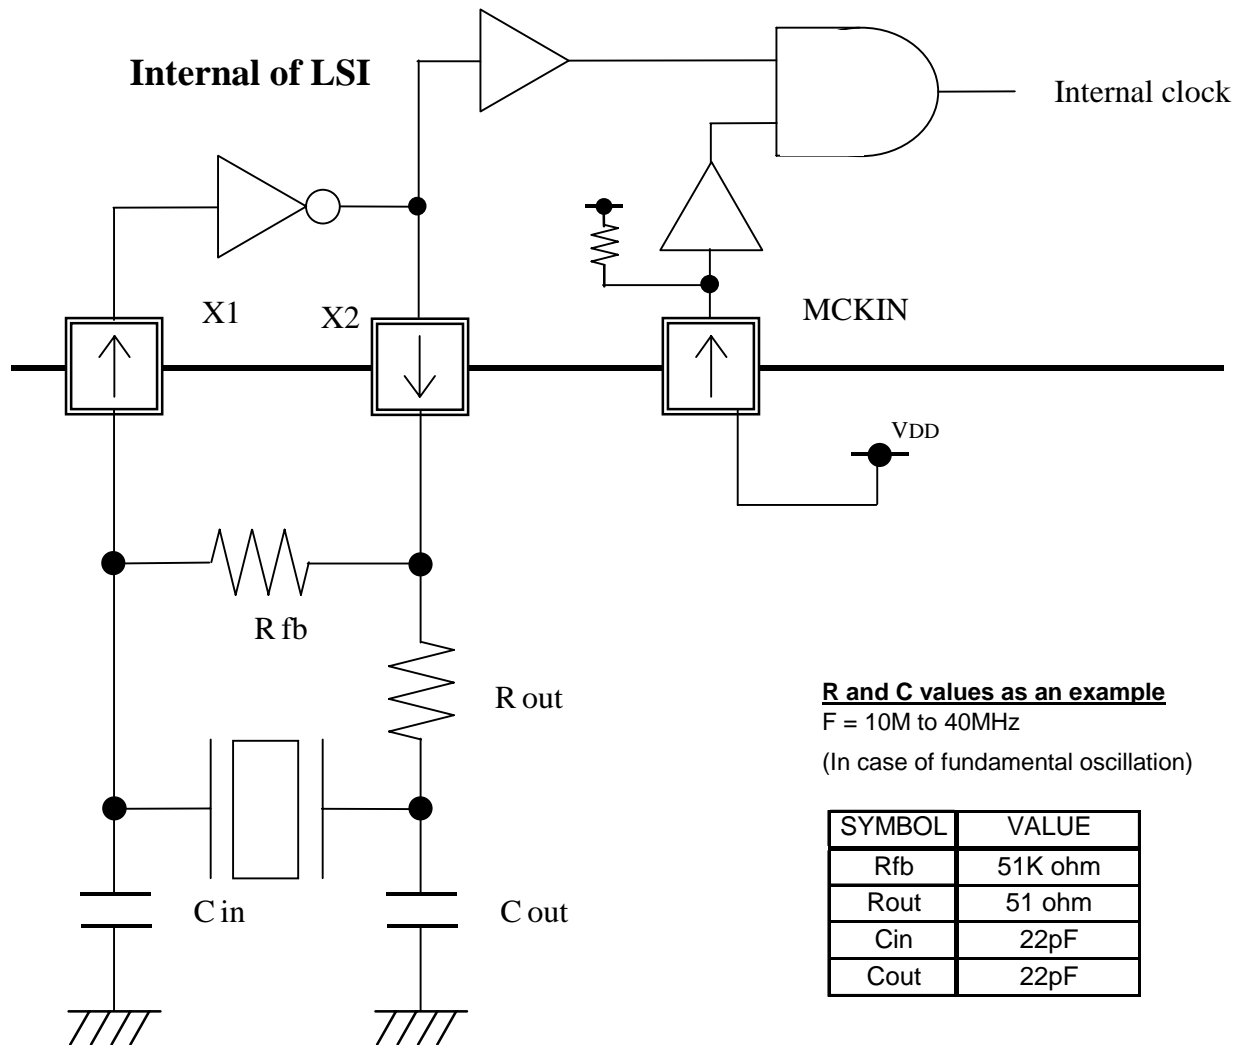 Internal of LSI
Internal clock
X1
X2
MCKIN
VDD
R fb
R out
C in
C out
R and C values as an example
F = 10M to 40MHz
(In case of fundamental oscillation)
SYMBOL VALUE
Rfb 51K ohm
Rout 51 ohm
Cin 22pF
Cout 22pF